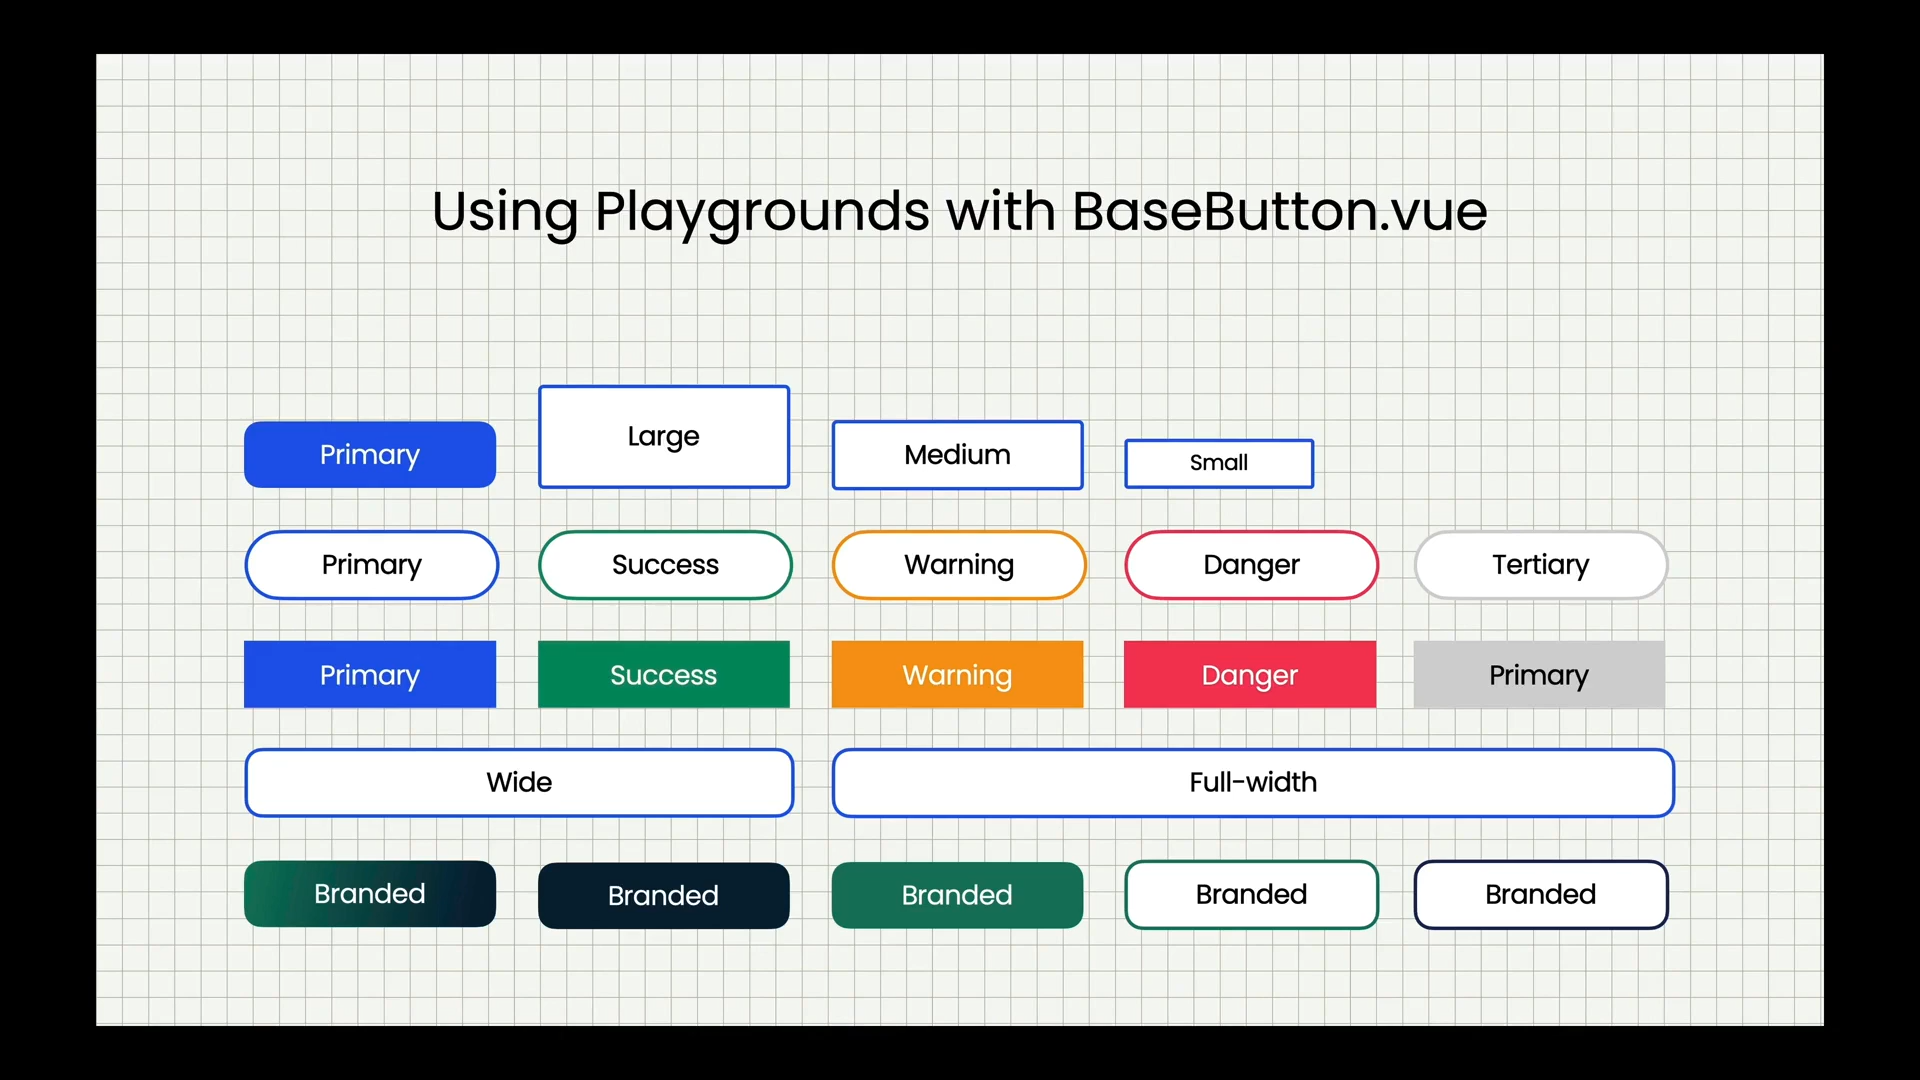 Using Playgrounds with BaseButton.vue
Primary
Large
Medium
Small
Primary
Success
Warning
Danger
Tertiary
Primary
Success
Warning
Danger
Primary
Wide
Full-width
Branded
Branded
Branded
Branded
Branded